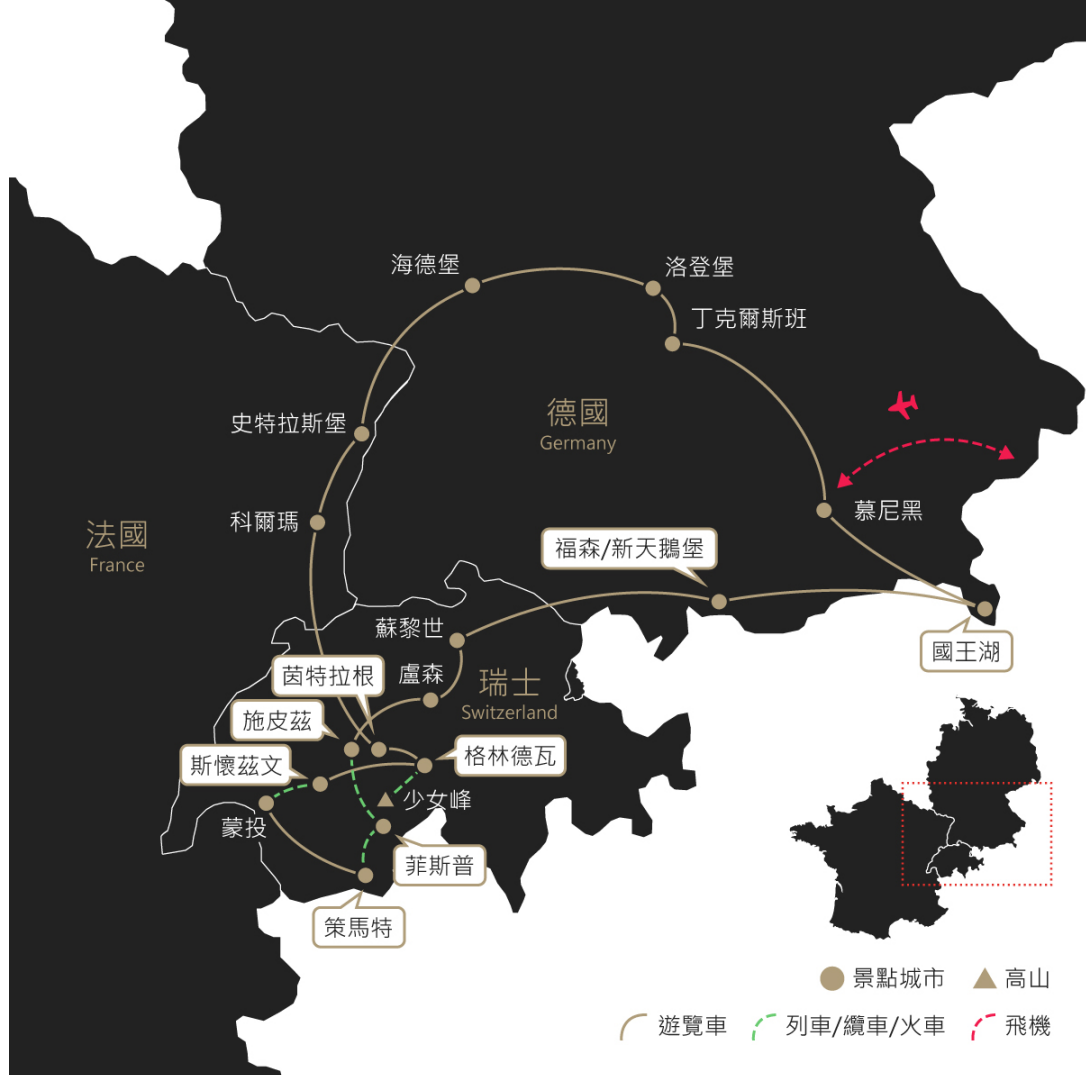 海德堡
洛登堡
丁克爾斯班
德國
Germany
史特拉斯堡
慕尼黑
科爾瑪
法國
France
福森/新天鵝堡
蘇黎世
國王湖
茵特拉根
盧森
瑞士
Switzerland
施皮茲
斯懷茲文
格林德瓦
少女峰
蒙投
菲斯普
策馬特
景點城市
高山
遊覽車
列車/纜車/火車
飛機